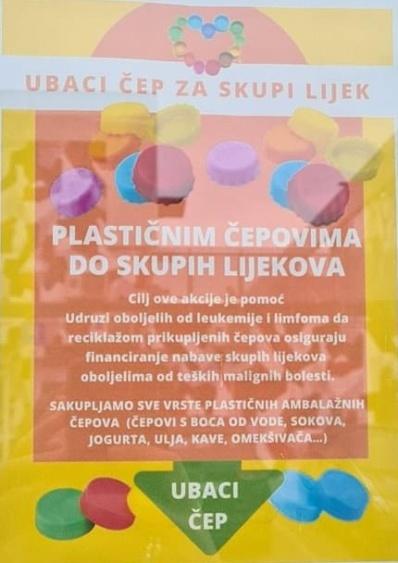 UBACI ČEP ZA SKUPI LIJEK
PLASTIČNIM ČEPOVIMA
DO SKUPIH LIJEKOVA
Cilj ove akcije je pomoć
Udruzi oboljelih od leukemije i limfoma da
reciklažom prikupljenih čepova osiguraju
financiranje nabave skupih lijekova
oboljelima od teških malignih bolesti.
SAKUPLJAMO SVE VRSTE PLASTIČNIH AMBALAŽNIH
ČEPOVA (ČEPOVI S BOCA OD VODE, SOKOVA,
JOGURTA, ULJA, KAVE, OMEKŠIVAČA...)
UBACI
ČEP